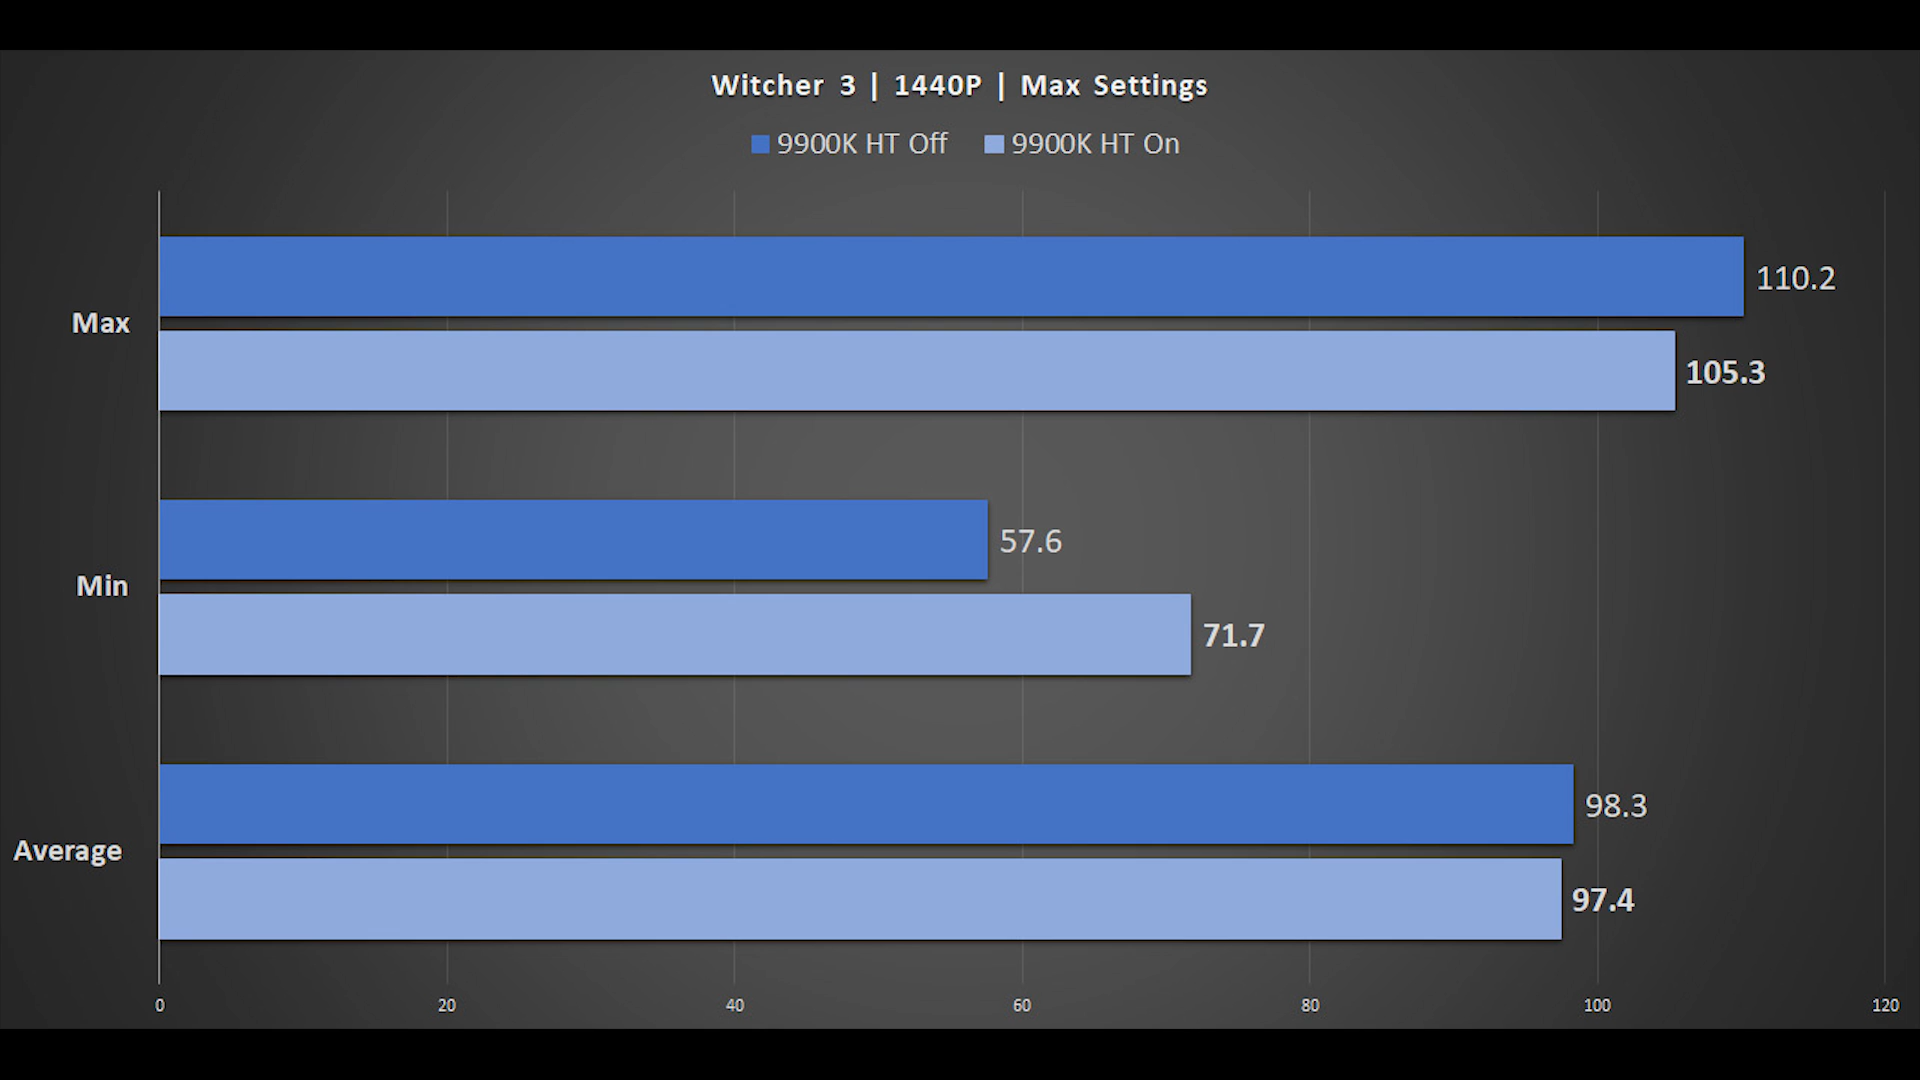 Witcher 3 | 1440P | Max Settings
9900K HT Off 9900K HT On
Max
110.2
105.3
Min
57.6
71.7
Average
98.3
97.4
0 20 40 60 80 100 120